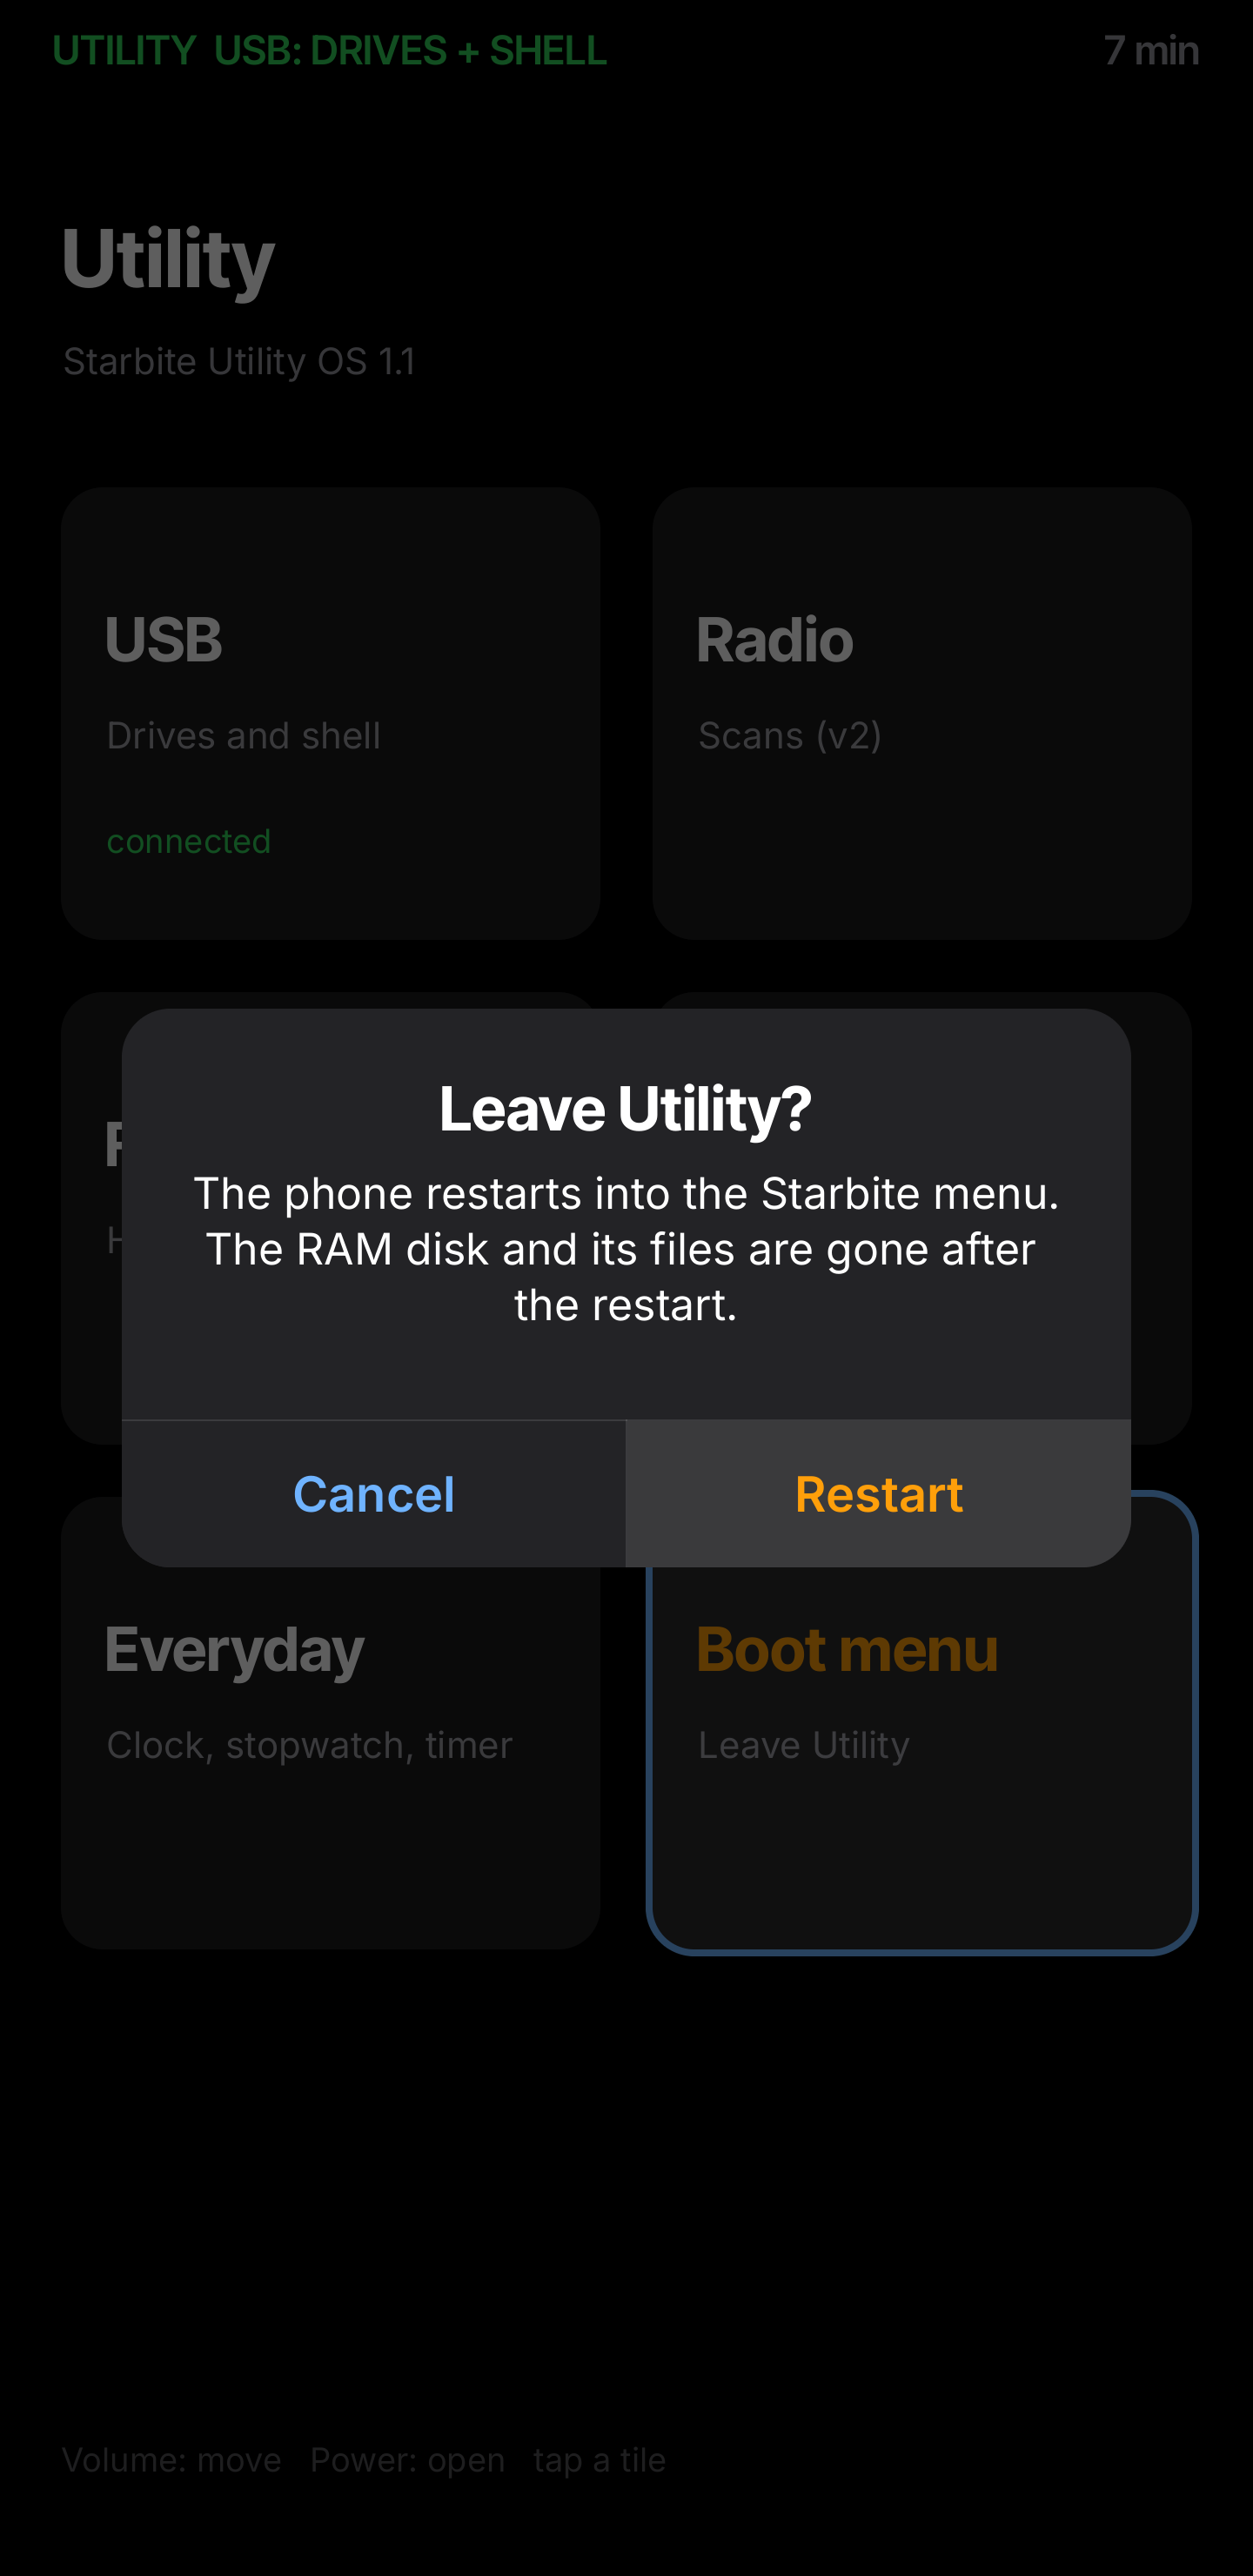 UTILITY USB: DRIVES + SHELL
7 min
Utility
Starbite Utility OS 1.1
USB
Drives and shell
connected
Radio
Scans (v2)
Leave Utility?
The phone restarts into the Starbite menu.
The RAM disk and its files are gone after
the restart.
Cancel
Restart
Everyday
Clock, stopwatch, timer
Boot menu
Leave Utility
Volume: move Power: open tap a tile